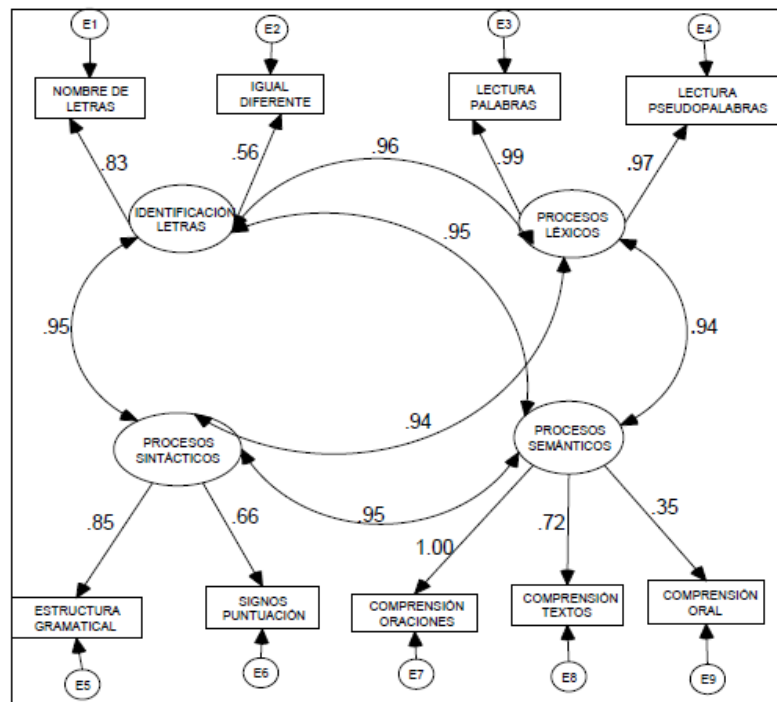 E1
E2
E3
E4
NOMBRE DE
LETRAS
IGUAL
DIFERENTE
LECTURA
PALABRAS
LECTURA
PSEUDOPALABRAS
.83
.56
.96
.99
.97
IDENTIFICACIÓN
LETRAS
PROCESOS
LÉXICOS
.95
.95
.94
.94
PROCESOS
SINTÁCTICOS
PROCESOS
SEMÁNTICOS
.85
.66
.95
1.00
.72
.35
ESTRUCTURA
GRAMATICAL
SIGNOS
PUNTUACIÓN
COMPRENSIÓN
ORACIONES
COMPRENSIÓN
TEXTOS
COMPRENSIÓN
ORAL
E5
E6
E7
E8
E9